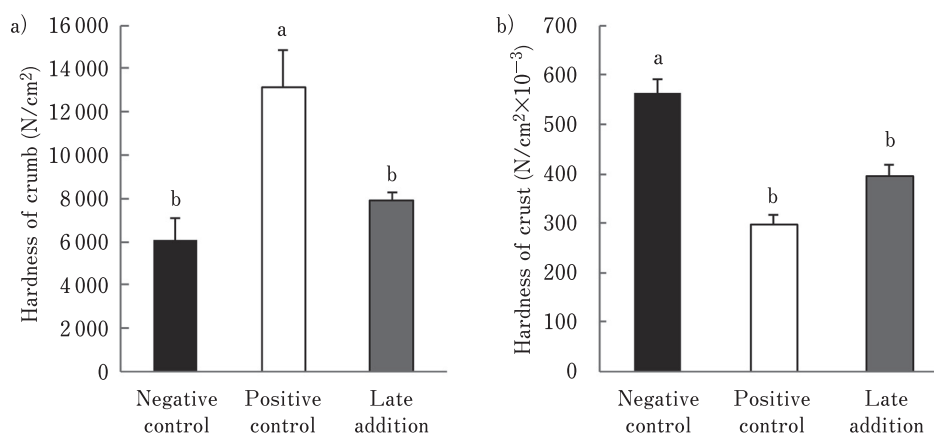 a)
Hardness of crumb (N/cm²)
16 000
14 000
12 000
10 000
8 000
6 000
4 000
2 000
0
b
a
b
Negative control
Positive control
Late addition
b)
Hardness of crust (N/cm²×10⁻³)
700
600
500
400
300
200
100
0
a
b
b
Negative control
Positive control
Late addition